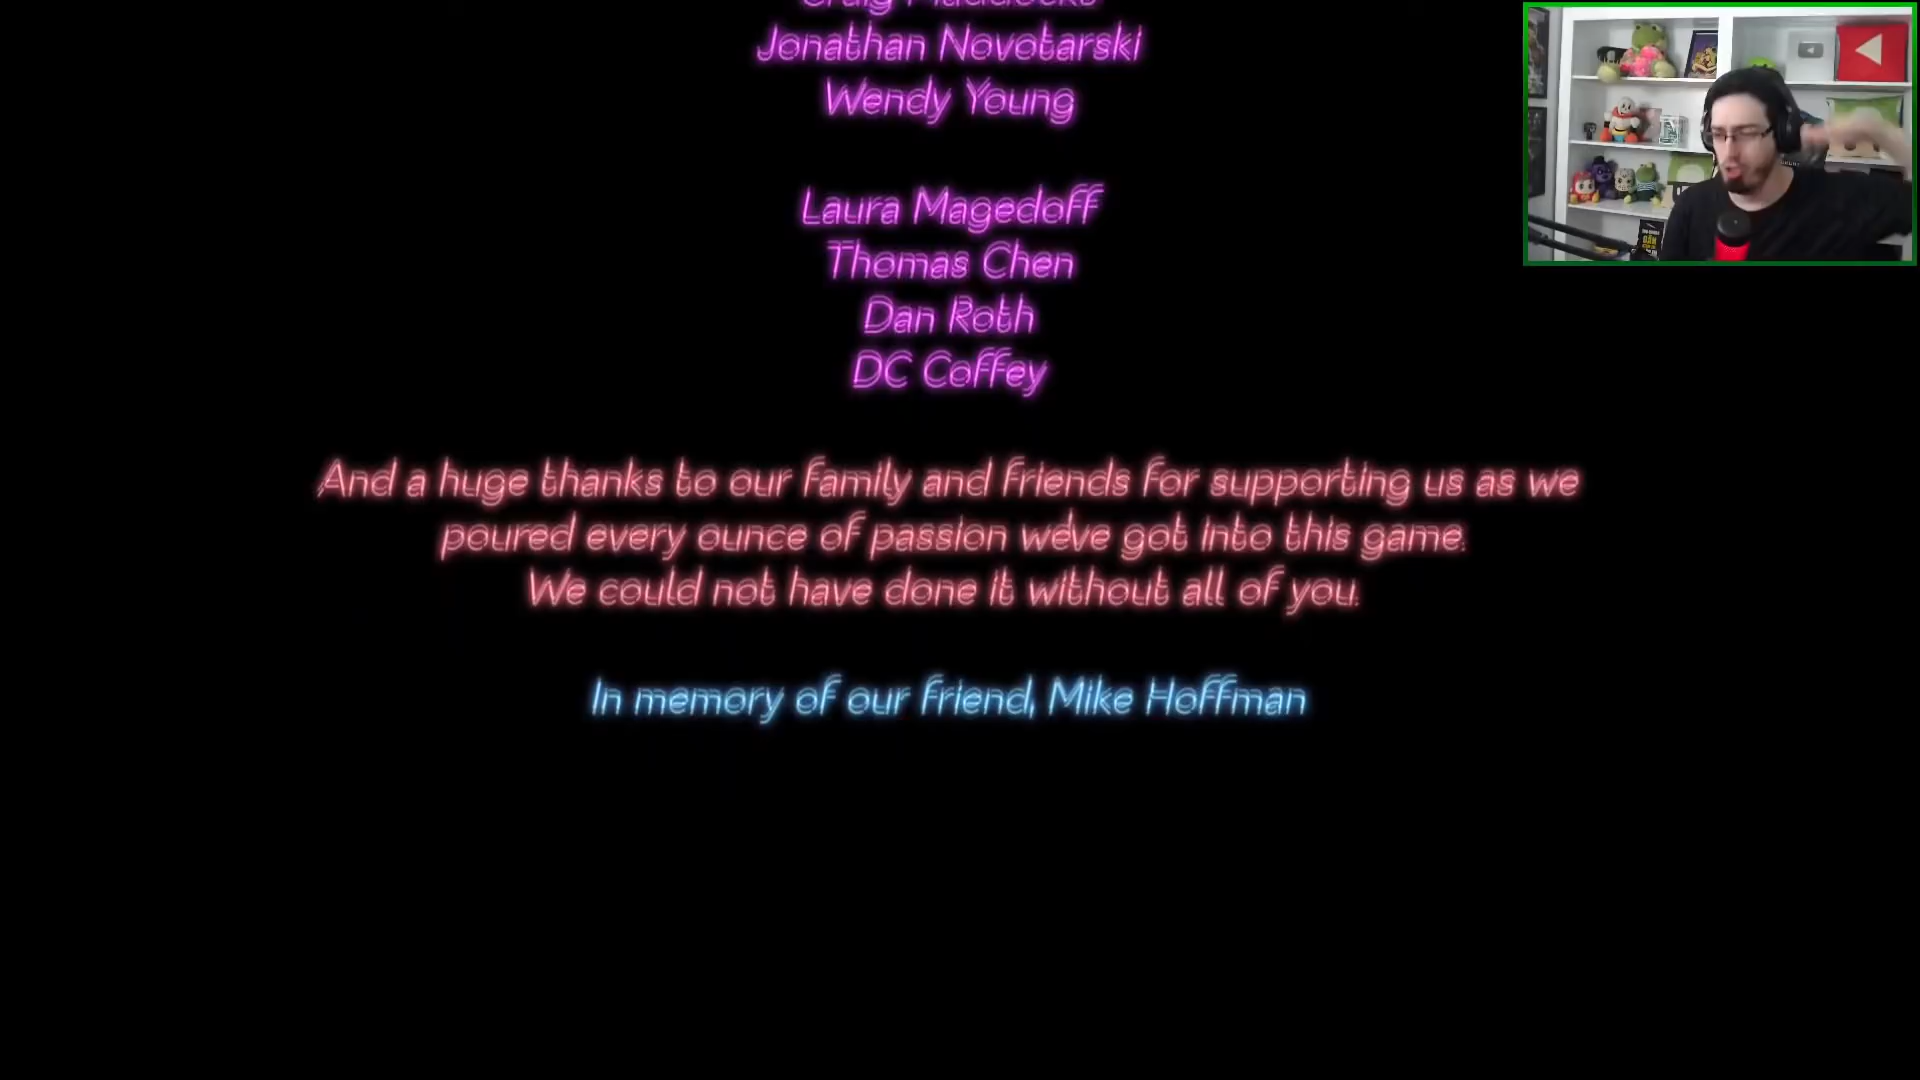 Craig Maddocks
Jonathan Novotarski
Wendy Young
Laura Magedoff
Thomas Chen
Dan Roth
DC Coffey
And a huge thanks to our family and friends for supporting us as we
poured every ounce of passion we've got into this game.
We could not have done it without all of you.
In memory of our friend, Mike Hoffman